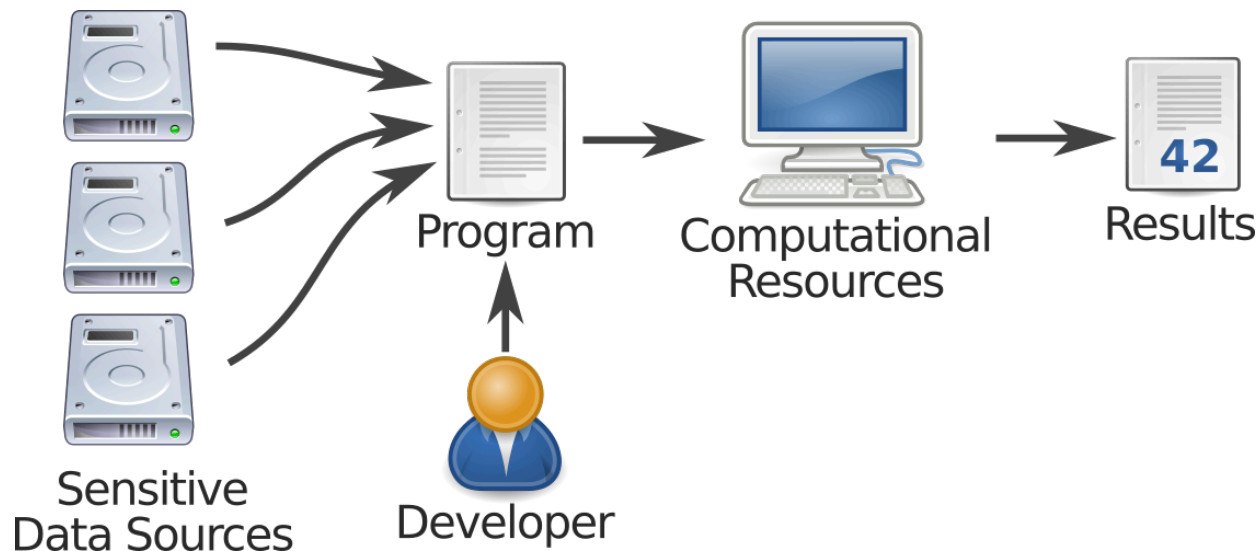 Sensitive
Data Sources
Program
Developer
Computational
Resources
42
Results